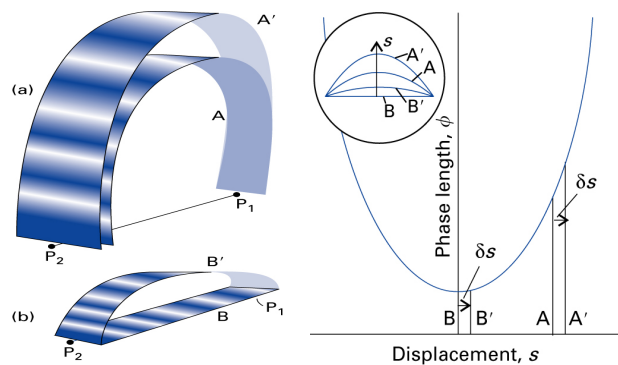 (a)
A′
A
P1
P2
(b)
B′
B
P1
P2
s
A′
A
B′
B
Phase length, ϕ
δs
δs
B
B′
A
A′
Displacement, s